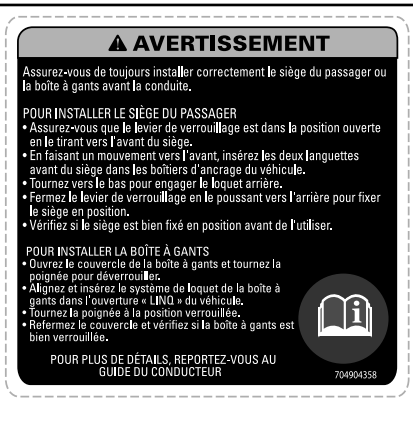 AVERTISSEMENT
Assurez-vous de toujours installer correctement le siège du passager ou
la boîte à gants avant la conduite.
POUR INSTALLER LE SIÈGE DU PASSAGER
• Assurez-vous que le levier de verrouillage est dans la position ouverte
en le tirant vers l'avant du siège.
• En faisant un mouvement vers l'avant, insérez les deux languettes
avant du siège dans les boîtiers d'ancrage du véhicule.
• Tournez vers le bas pour engager le loquet arrière.
• Fermez le levier de verrouillage en le poussant vers l'arrière pour fixer
le siège en position.
• Vérifiez si le siège est bien fixé en position avant de l'utiliser.
POUR INSTALLER LA BOÎTE À GANTS
• Ouvrez le couvercle de la boîte à gants et tournez la
poignée pour déverrouiller.
• Alignez et insérez le système de loquet de la boîte à
gants dans l'ouverture « LINQ » du véhicule.
• Tournez la poignée à la position verrouillée.
• Refermez le couvercle et vérifiez si la boîte à gants est
bien verrouillée.
POUR PLUS DE DÉTAILS, REPORTEZ-VOUS AU
GUIDE DU CONDUCTEUR
704904358